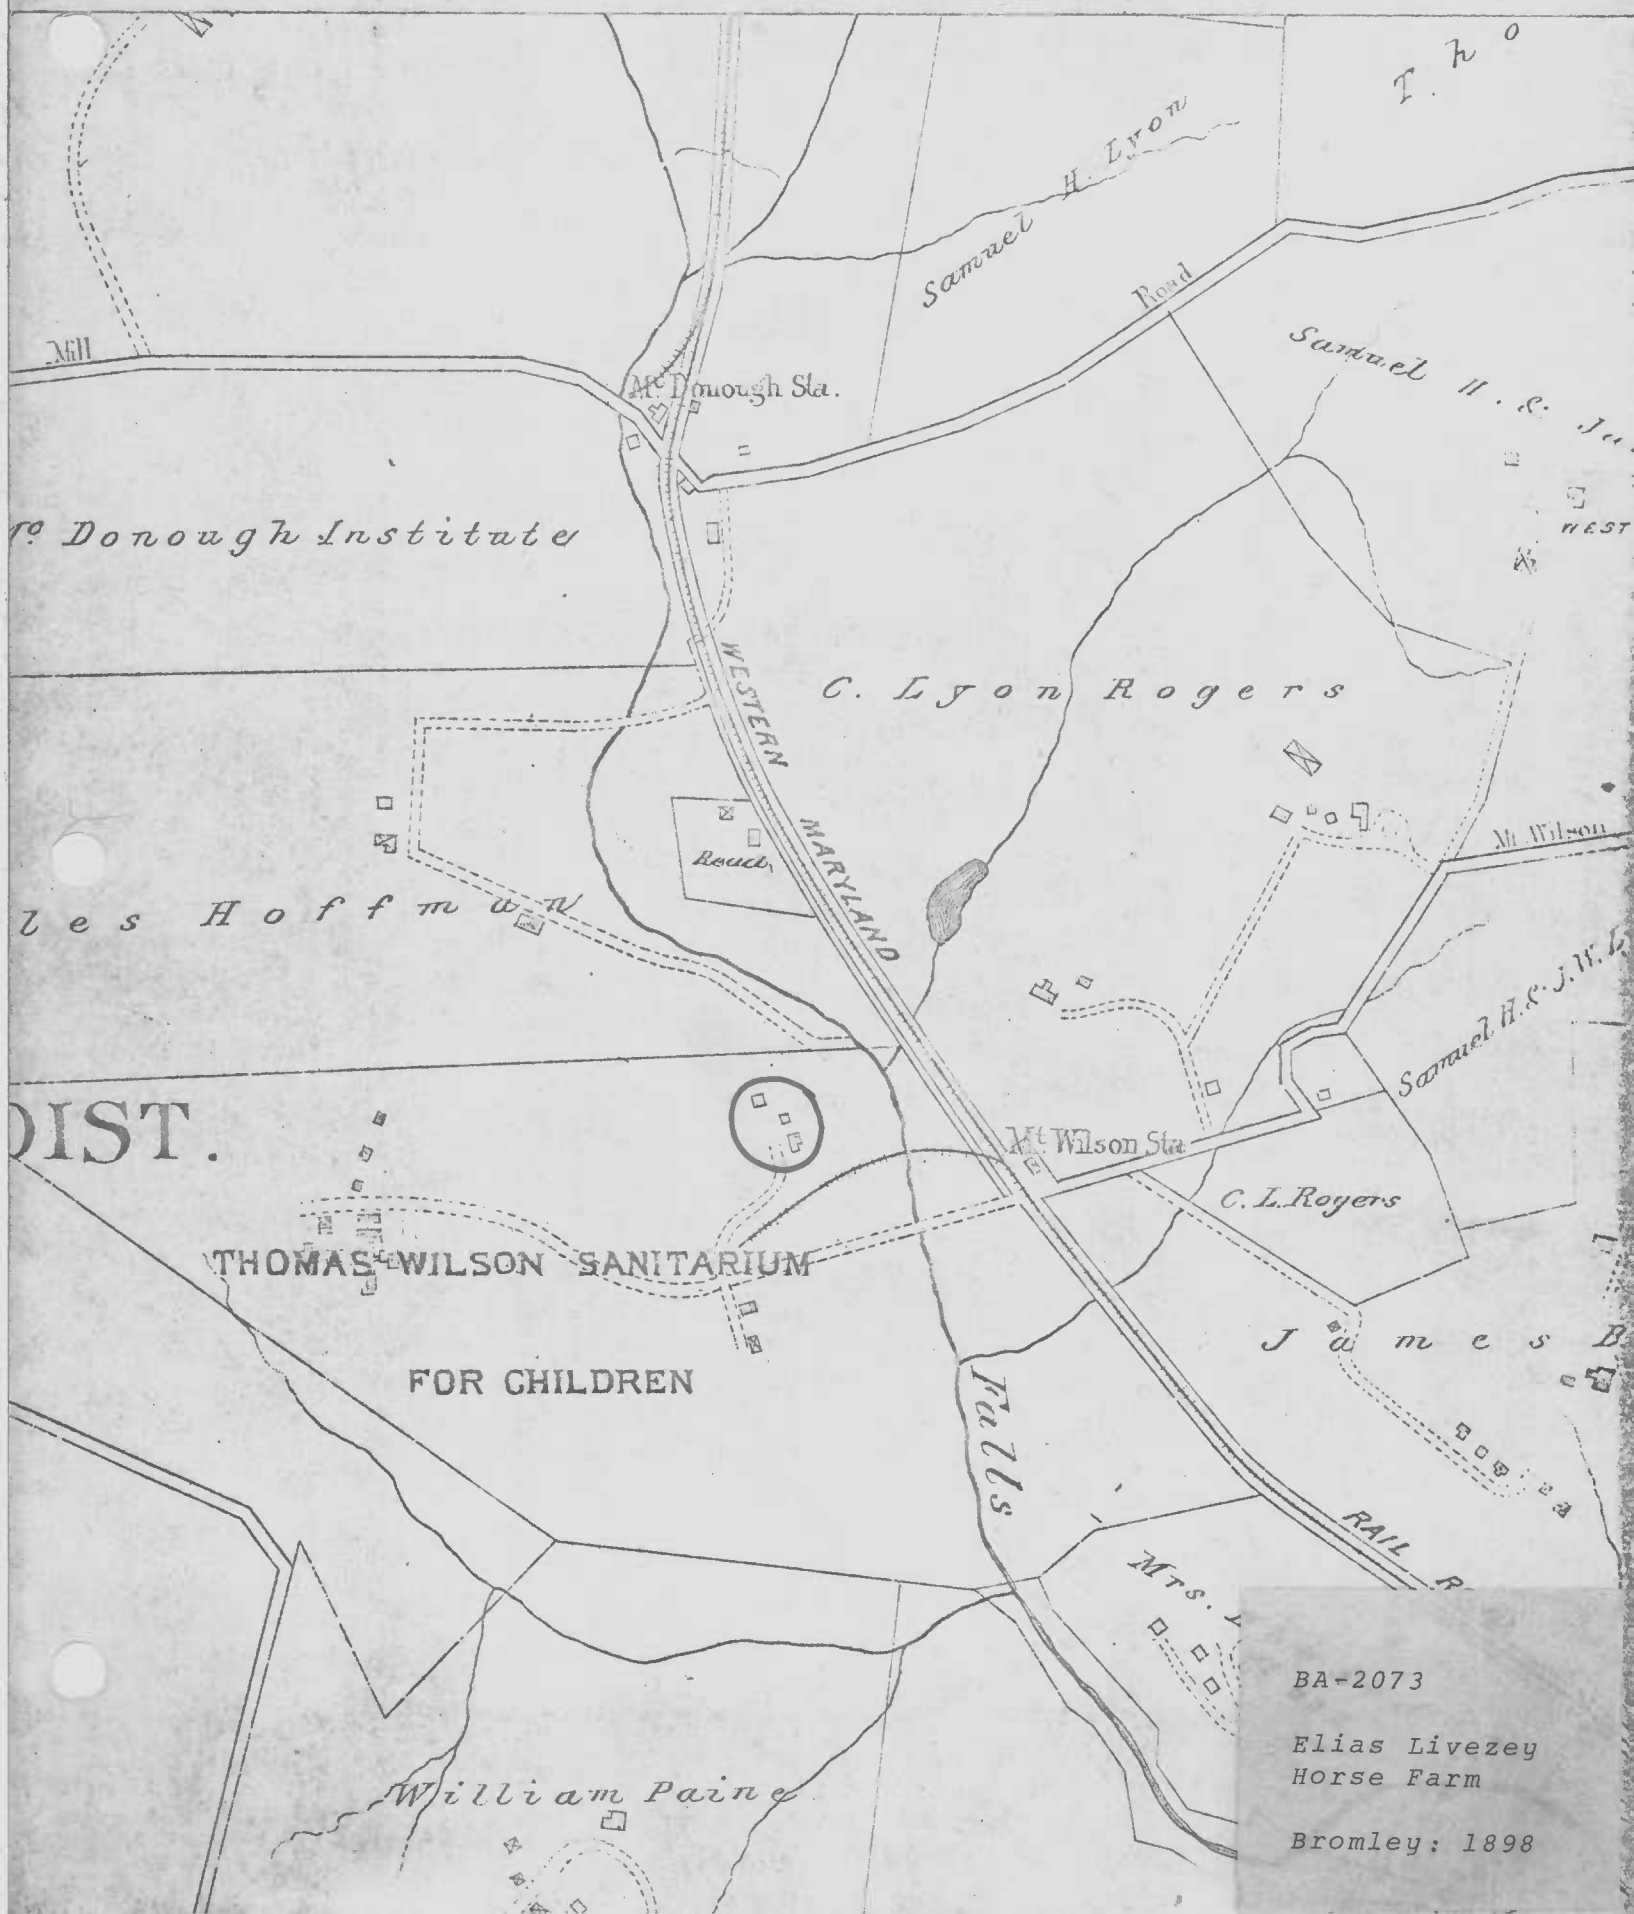 T. h o
Samuel H. Lyon
Road
Mill
Mc. Donough Sta.
Samuel H. &
Donough Institute
WEST
WESTERN MARYLAND RAIL
C. Lyon Rogers
Mt. Wilson
Read
les Hoffman
Samuel H. & J. W. L
DIST.
Mt. Wilson Sta
C. L. Rogers
THOMAS WILSON SANITARIUM
FOR CHILDREN
James B
Falls
Mrs.
William Paine
BA-2073
Elias Livezey
Horse Farm
Bromley: 1898